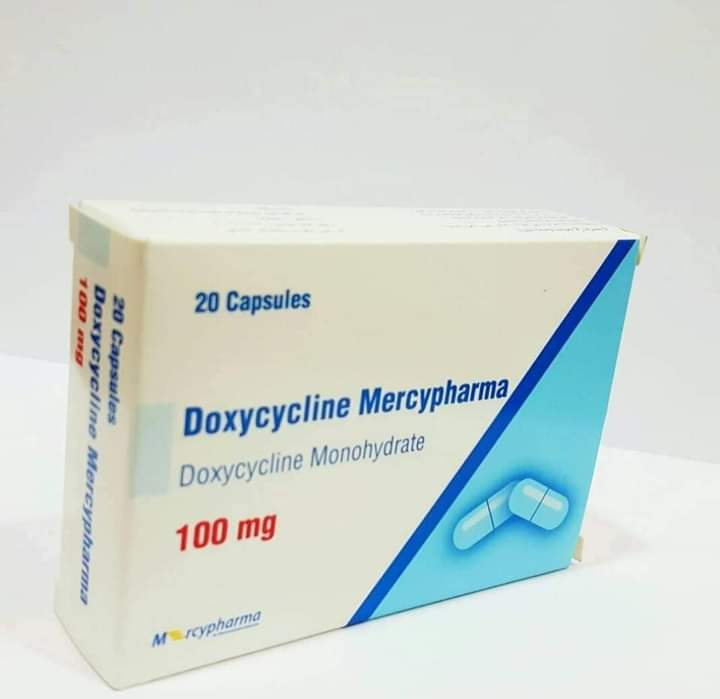 20 Capsules
Doxycycline Mercypharma
Doxycycline Monohydrate
100 mg
Mercypharma
20 Capsules
Doxycycline Mercypharma
100 mg